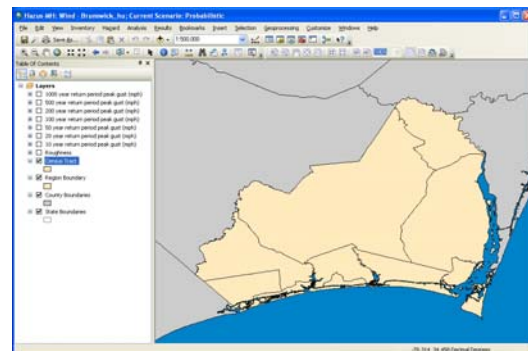 Hazus-MH: Wind - Brunswick_hu; Current Scenario: Probabilistic
File Edit View Inventory Hazard Analysis Results Bookmarks Insert Selection Geoprocessing Customize Windows Help
1:500,000
Table Of Contents
Layers
1000 year return period peak gust (mph)
500 year return period peak gust (mph)
200 year return period peak gust (mph)
100 year return period peak gust (mph)
50 year return period peak gust (mph)
20 year return period peak gust (mph)
10 year return period peak gust (mph)
Roughness
Census Tract
Region Boundary
County Boundaries
State Boundaries
Decimal Degrees